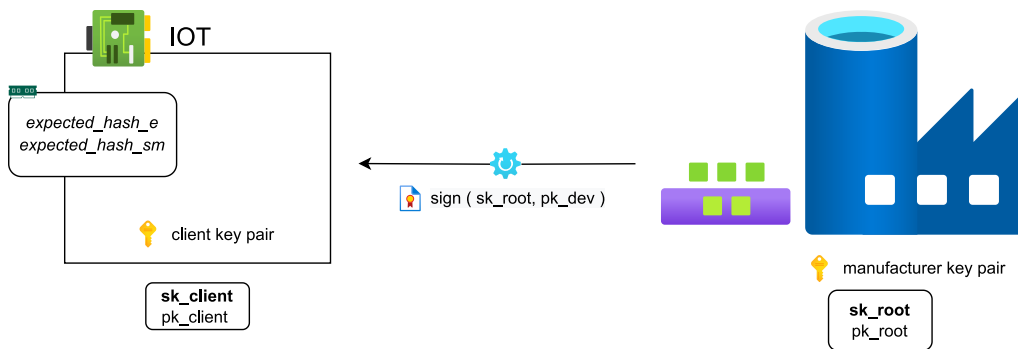 IOT
expected_hash_e
expected_hash_sm
sign ( sk_root, pk_dev )
client key pair
manufacturer key pair
sk_client
pk_client
sk_root
pk_root